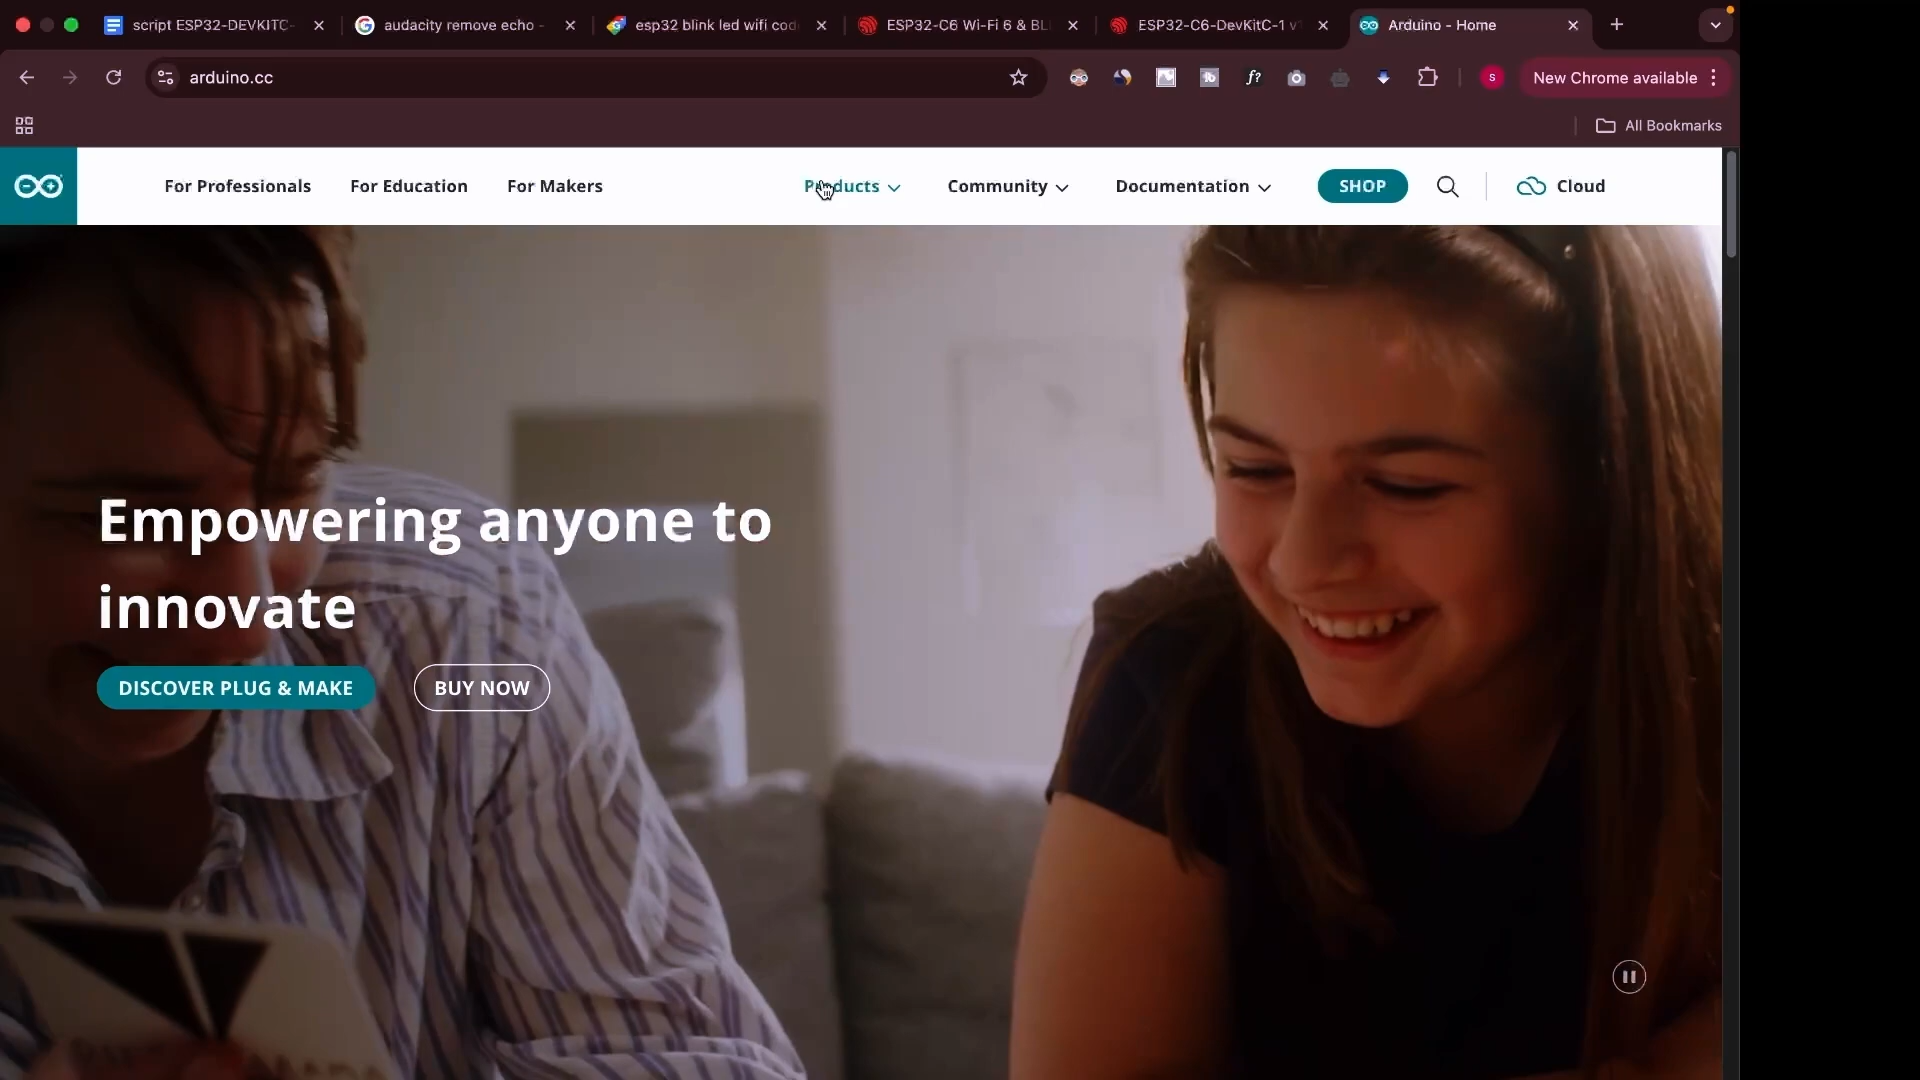 script ESP32-DEVKITC-
audacity remove echo -
esp32 blink led wifi cod
ESP32-C6 Wi-Fi 6 & BL
ESP32-C6-DevKitC-1 v1
Arduino - Home
arduino.cc
f?
s
New Chrome available
All Bookmarks
For Professionals
For Education
For Makers
Products
Community
Documentation
SHOP
Cloud
Empowering anyone to
innovate
DISCOVER PLUG & MAKE
BUY NOW